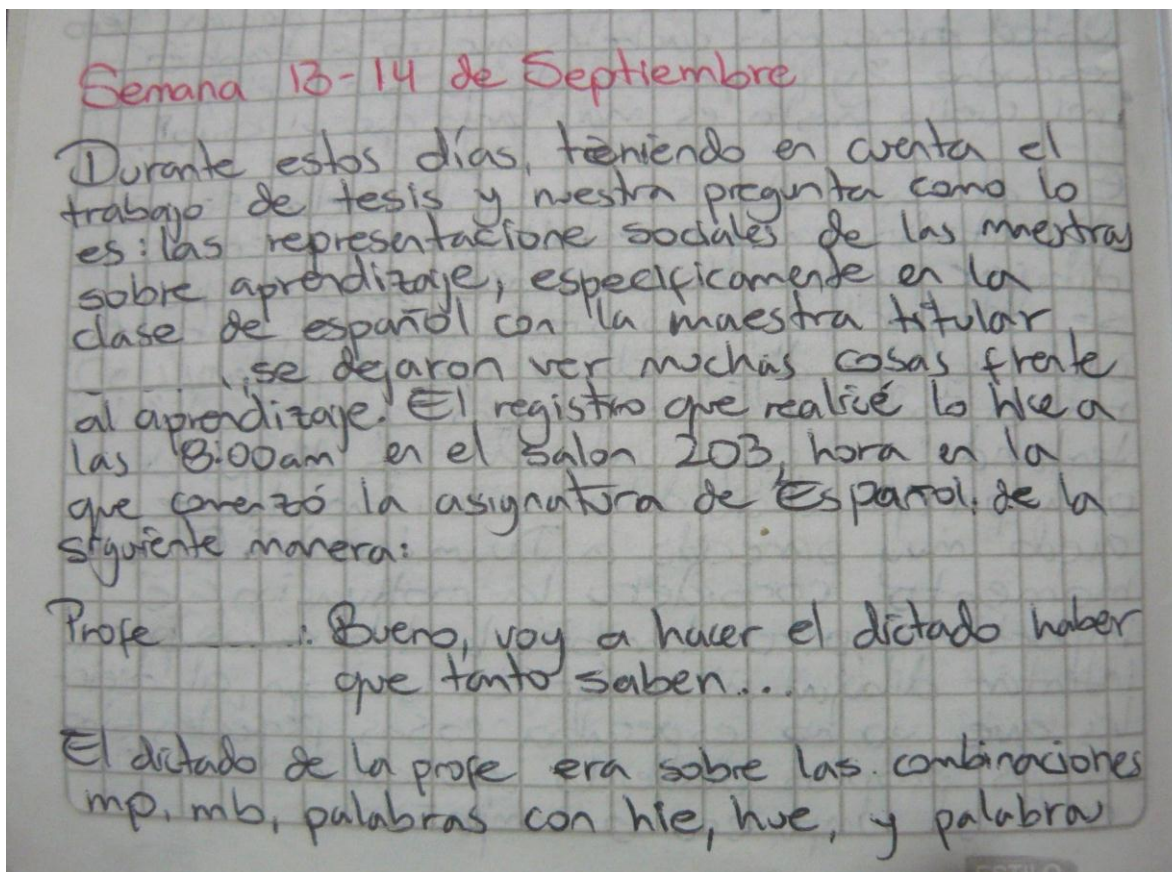 Semana 13-14 de Septiembre
Durante estos días, teniendo en cuenta el
trabajo de tesis y nuestra pregunta como lo
es: las representacione sociales de las maestras
sobre aprendizaje, especificamente en la
clase de español con la maestra titular
, se dejaron ver muchas cosas frente
al aprendizaje. El registro que realicé lo hice a
las 8:00am en el salon 203, hora en la
que comenzó la asignatura de Español, de la
siguiente manera:
Profe : Bueno, voy a hacer el dictado haber
que tanto saben...
El dictado de la profe era sobre las combinaciones
mp, mb, palabras con hie, hue, y palabras